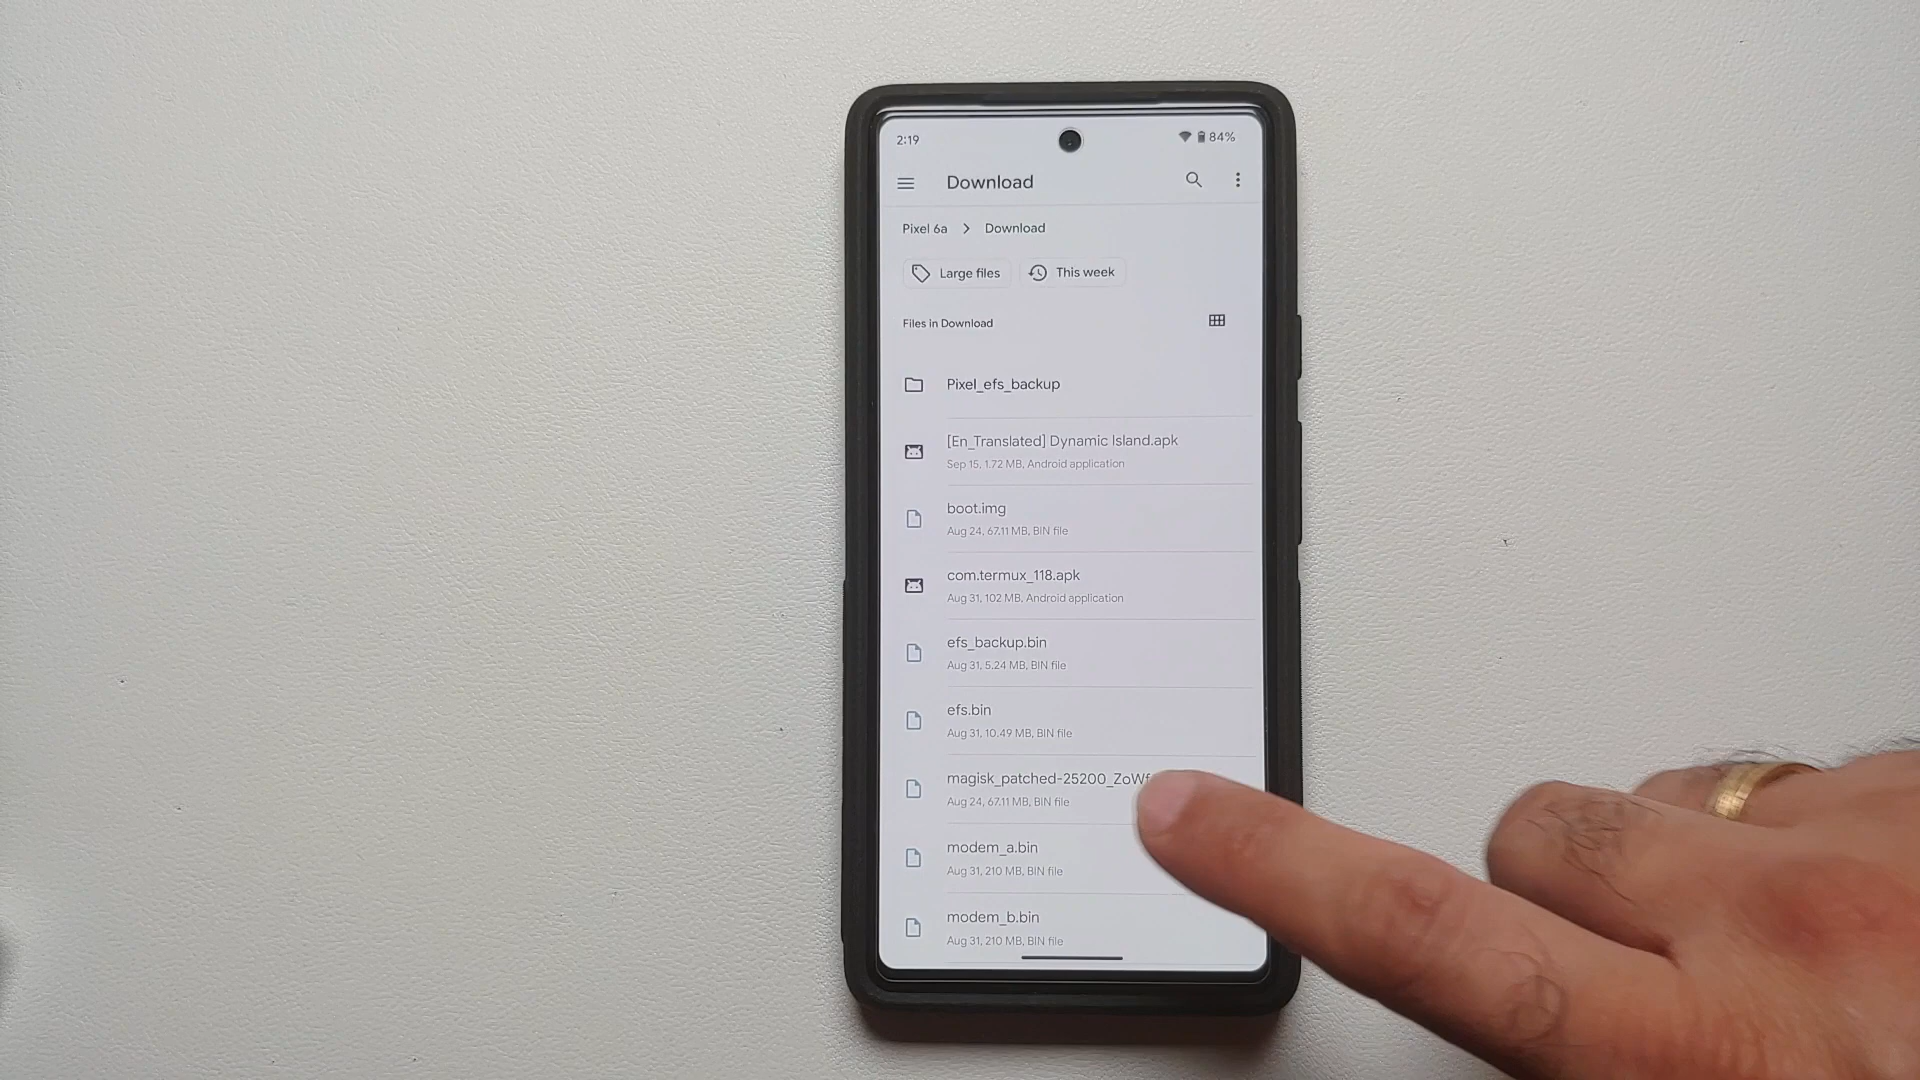 2:19
84%
Download
Pixel 6a > Download
Large files
This week
Files in Download
Pixel_efs_backup
[En_Translated] Dynamic Island.apk
Sep 15, 1.72 MB, Android application
boot.img
Aug 24, 67.11 MB, BIN file
com.termux_118.apk
Aug 31, 102 MB, Android application
efs_backup.bin
Aug 31, 5.24 MB, BIN file
efs.bin
Aug 31, 10.49 MB, BIN file
magisk_patched-25200_ZoWf
Aug 24, 67.11 MB, BIN file
modem_a.bin
Aug 31, 210 MB, BIN file
modem_b.bin
Aug 31, 210 MB, BIN file